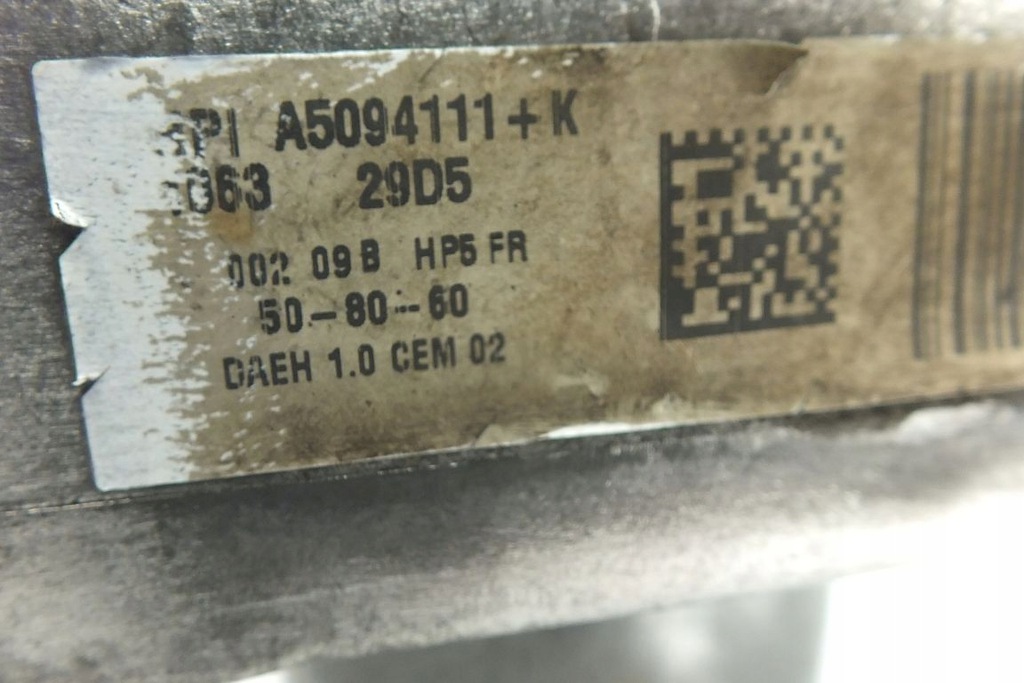 A5094111+K
29D5
002 09B HP5 FR
50-80-60
DAEH 1.0 CEM 02